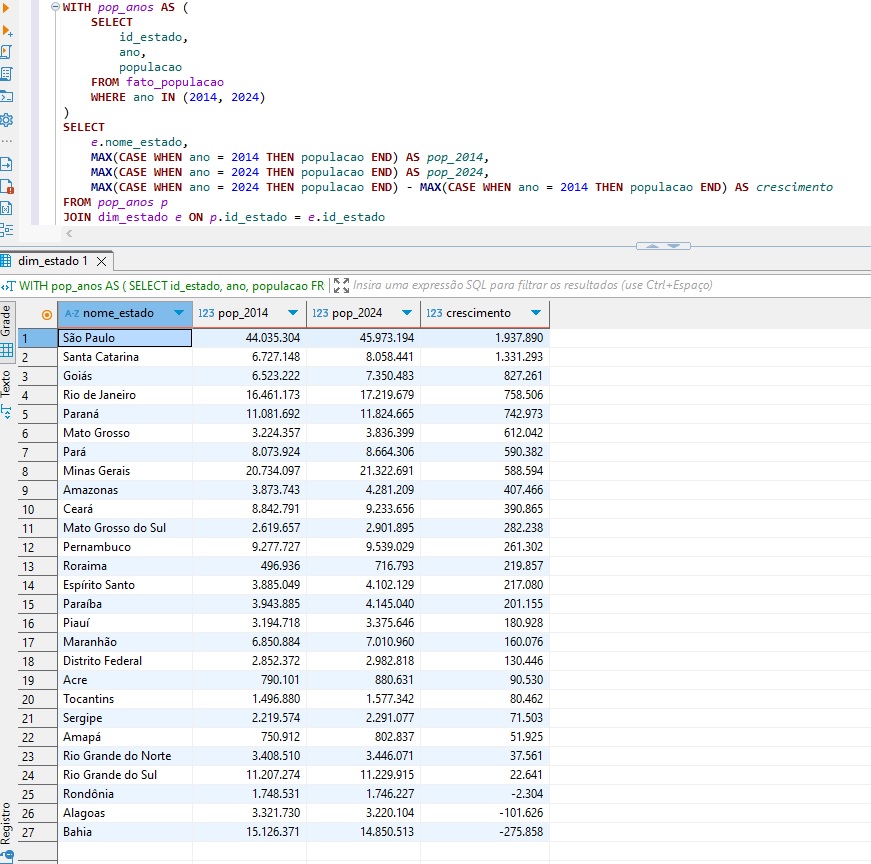 WITH pop_anos AS (
SELECT
id_estado,
ano,
populacao
FROM fato_populacao
WHERE ano IN (2014, 2024)
)
SELECT
e.nome_estado,
MAX(CASE WHEN ano = 2014 THEN populacao END) AS pop_2014,
MAX(CASE WHEN ano = 2024 THEN populacao END) AS pop_2024,
MAX(CASE WHEN ano = 2024 THEN populacao END) - MAX(CASE WHEN ano = 2014 THEN populacao END) AS crescimento
FROM pop_anos p
JOIN dim_estado e ON p.id_estado = e.id_estado
dim_estado 1
WITH pop_anos AS ( SELECT id_estado, ano, populacao FR Insira uma expressão SQL para filtrar os resultados (use Ctrl+Espaço)
Grade
Texto
Registro
A-Z nome_estado 123 pop_2014 123 pop_2024 123 crescimento
1 São Paulo 44.035.304 45.973.194 1.937.890
2 Santa Catarina 6.727.148 8.058.441 1.331.293
3 Goiás 6.523.222 7.350.483 827.261
4 Rio de Janeiro 16.461.173 17.219.679 758.506
5 Paraná 11.081.692 11.824.665 742.973
6 Mato Grosso 3.224.357 3.836.399 612.042
7 Pará 8.073.924 8.664.306 590.382
8 Minas Gerais 20.734.097 21.322.691 588.594
9 Amazonas 3.873.743 4.281.209 407.466
10 Ceará 8.842.791 9.233.656 390.865
11 Mato Grosso do Sul 2.619.657 2.901.895 282.238
12 Pernambuco 9.277.727 9.539.029 261.302
13 Roraima 496.936 716.793 219.857
14 Espírito Santo 3.885.049 4.102.129 217.080
15 Paraíba 3.943.885 4.145.040 201.155
16 Piauí 3.194.718 3.375.646 180.928
17 Maranhão 6.850.884 7.010.960 160.076
18 Distrito Federal 2.852.372 2.982.818 130.446
19 Acre 790.101 880.631 90.530
20 Tocantins 1.496.880 1.577.342 80.462
21 Sergipe 2.219.574 2.291.077 71.503
22 Amapá 750.912 802.837 51.925
23 Rio Grande do Norte 3.408.510 3.446.071 37.561
24 Rio Grande do Sul 11.207.274 11.229.915 22.641
25 Rondônia 1.748.531 1.746.227 -2.304
26 Alagoas 3.321.730 3.220.104 -101.626
27 Bahia 15.126.371 14.850.513 -275.858